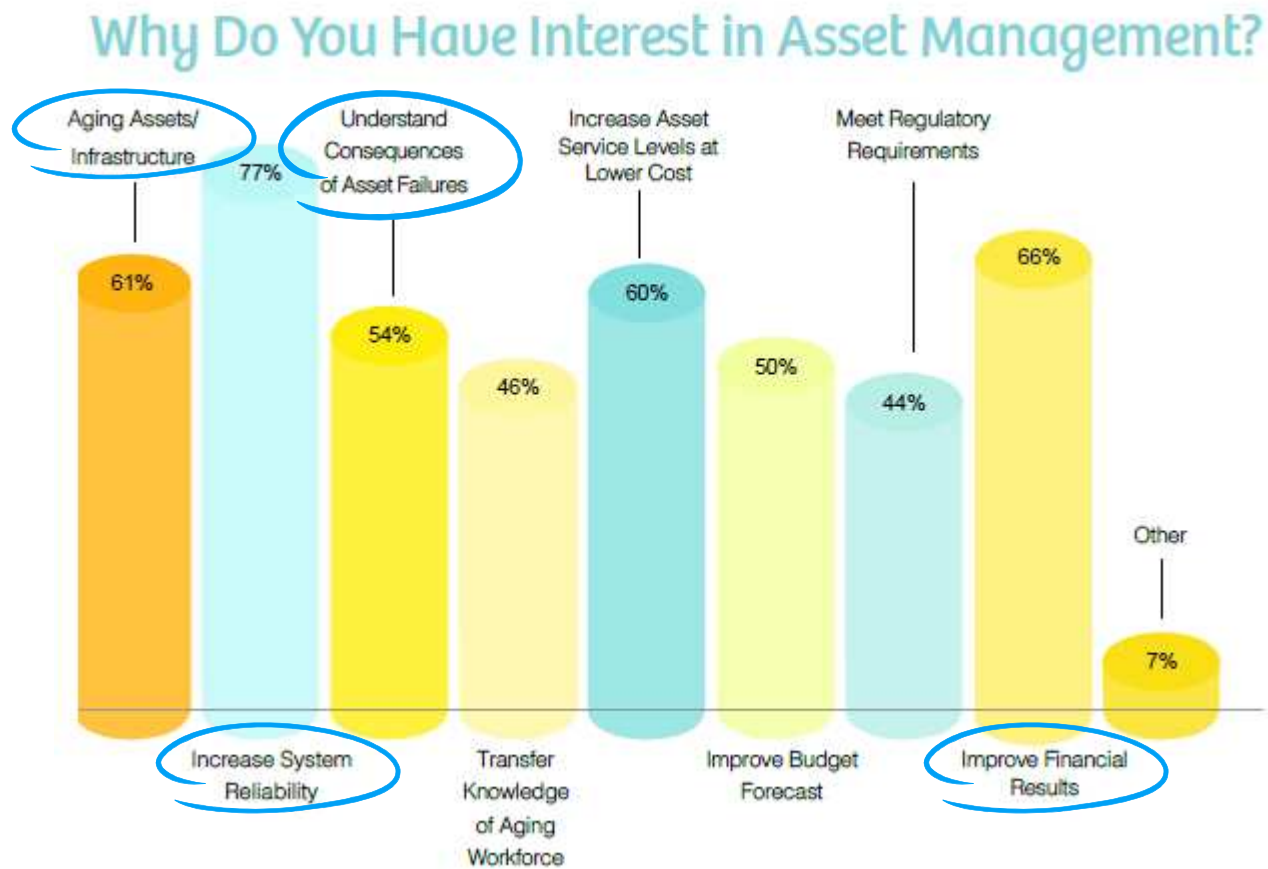 Why Do You Have Interest in Asset Management?
Aging Assets/
Infrastructure
61%
77%
Increase System
Reliability
Understand
Consequences
of Asset Failures
54%
46%
Transfer
Knowledge
of Aging
Workforce
Increase Asset
Service Levels at
Lower Cost
60%
50%
Improve Budget
Forecast
Meet Regulatory
Requirements
44%
66%
Improve Financial
Results
Other
7%